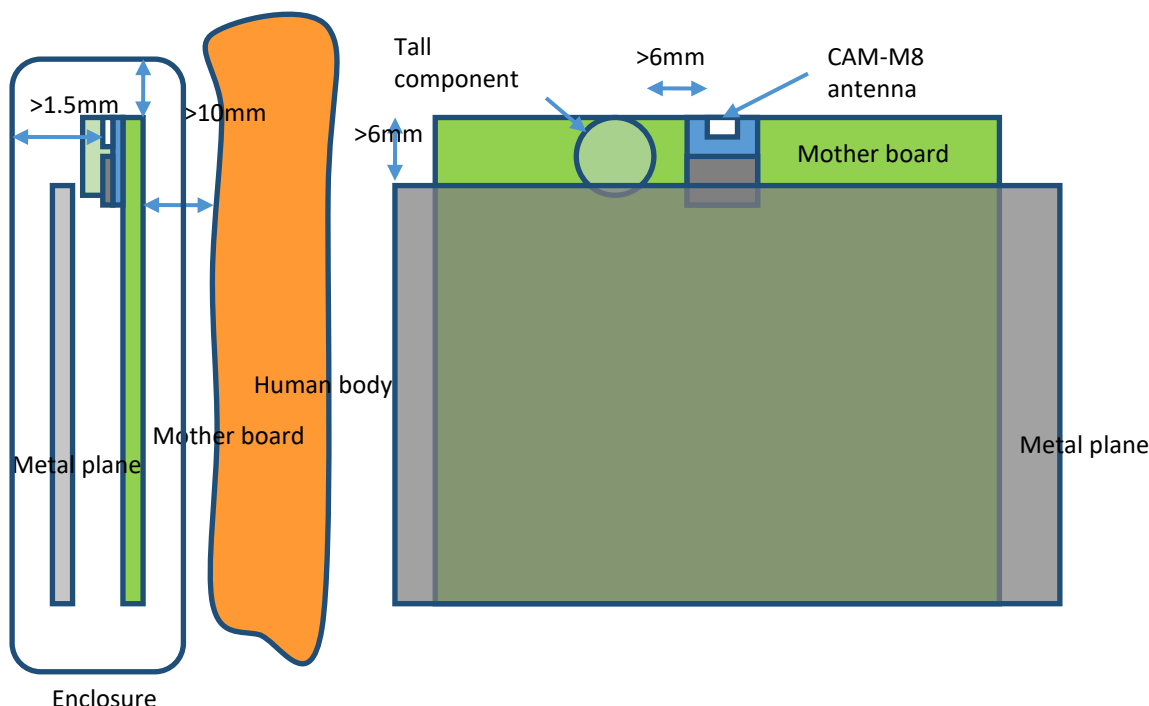 Tall
component
>6mm
CAM-M8
antenna
>1.5mm
>10mm
>6mm
Mother board
Human body
Mother board
Metal plane
Metal plane
Enclosure